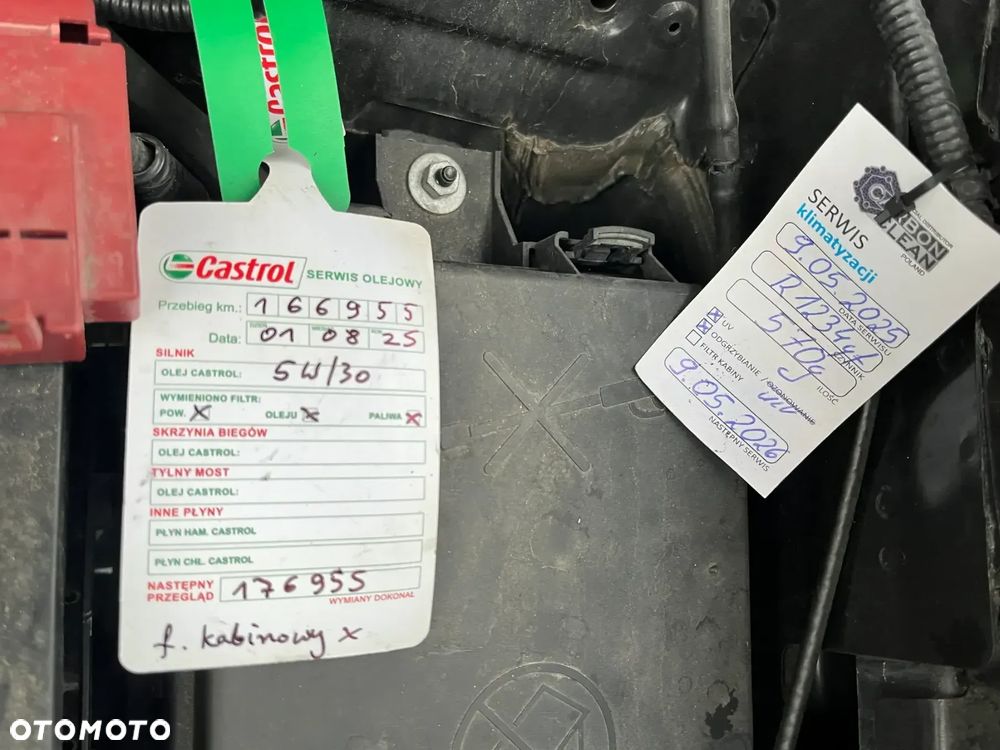 Castrol
Castrol SERWIS OLEJOWY
Przebieg km.: 166955
Data: 01 08 25
SILNIK
OLEJ CASTROL: 5W/30
WYMIENIONO FILTR:
POW. X OLEJU X PALIWA X
SKRZYNIA BIEGÓW
OLEJ CASTROL:
TYLNY MOST
OLEJ CASTROL:
INNE PŁYNY
PŁYN HAM. CASTROL
PŁYN CHŁ. CASTROL
NASTĘPNY PRZEGLĄD 176955
WYMIANY DOKONAŁ
f. kabinowy x
CARBON
CLEAN
POLAND
SERWIS
klimatyzacji
9.05.2025
DATA SERWISU
R1234yf
CZYNNIK
570g
ILOŚĆ
X UV
X ODGRZYBIANIE / OZONOWANIE
FILTR KABINY
9.05.2026
NASTĘPNY SERWIS
OTOMOTO